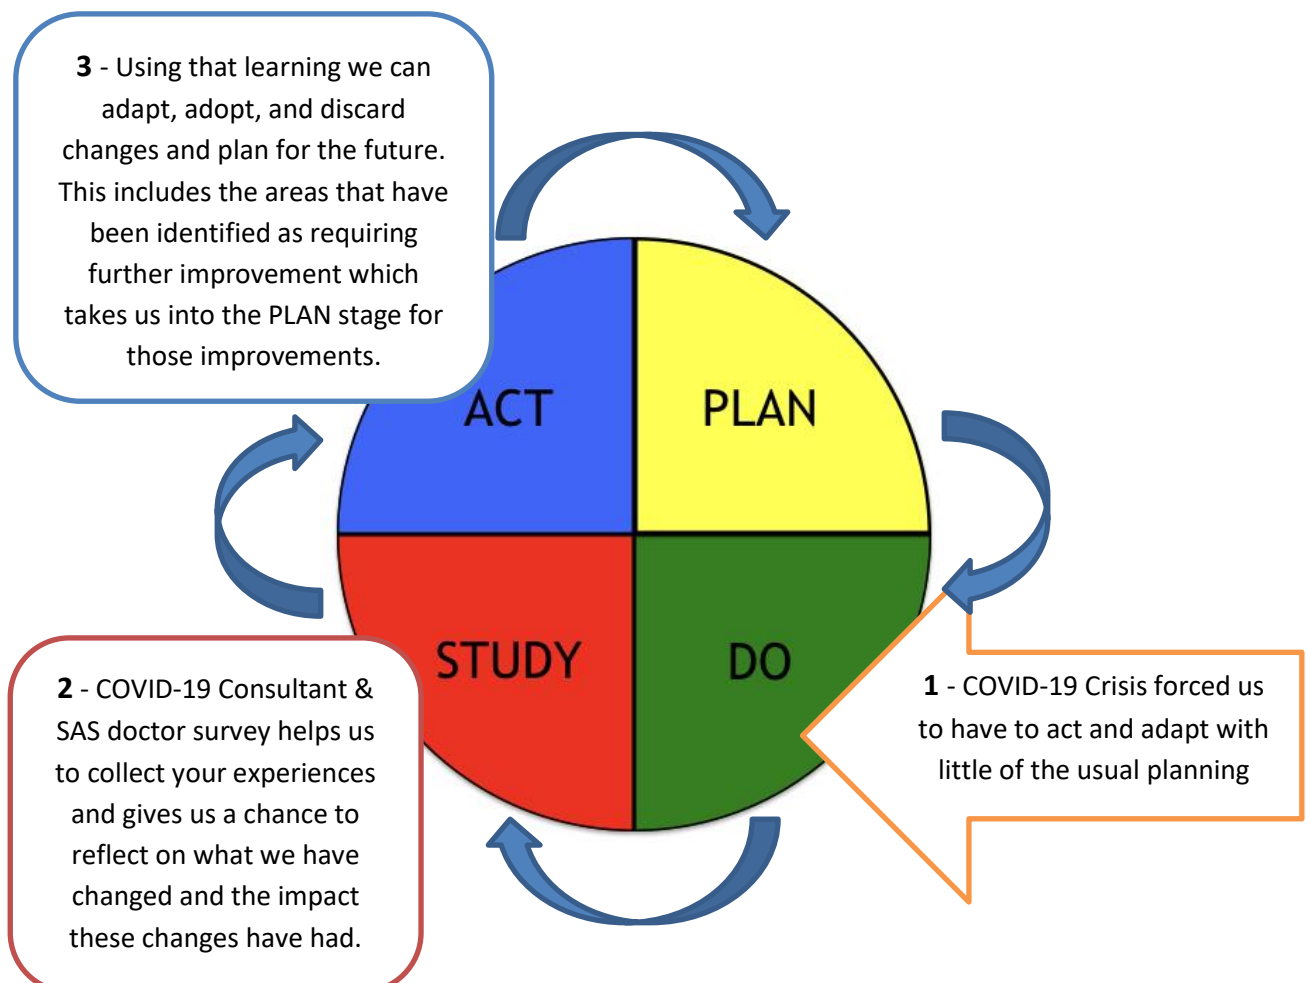 3 - Using that learning we can
adapt, adopt, and discard
changes and plan for the future.
This includes the areas that have
been identified as requiring
further improvement which
takes us into the PLAN stage for
those improvements.
ACT
PLAN
STUDY
DO
2 - COVID-19 Consultant &
SAS doctor survey helps us
to collect your experiences
and gives us a chance to
reflect on what we have
changed and the impact
these changes have had.
1 - COVID-19 Crisis forced us
to have to act and adapt with
little of the usual planning